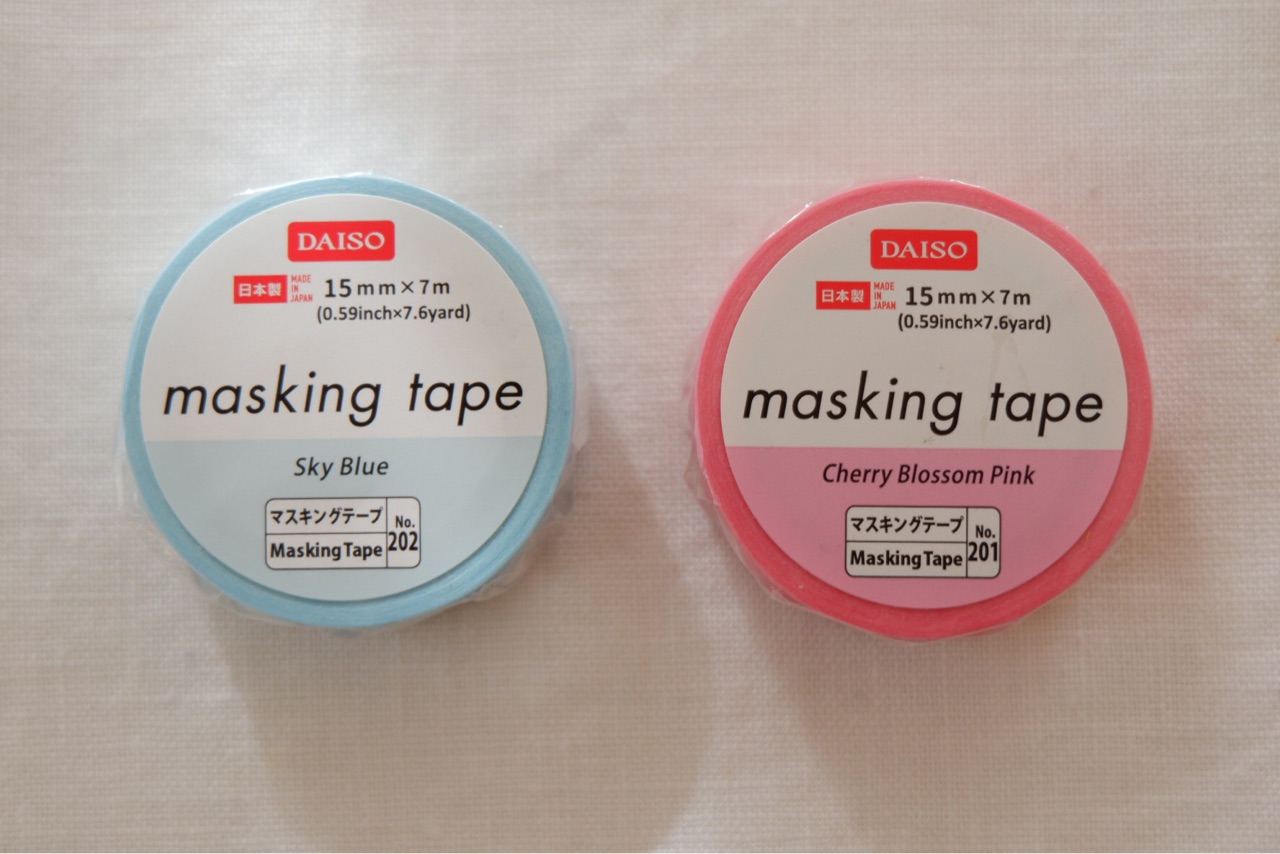 DAISO
日本製 MADE IN JAPAN 15mm×7m
(0.59inch×7.6yard)
masking tape
Sky Blue
マスキングテープ
Masking Tape
No. 202
DAISO
日本製 MADE IN JAPAN 15mm×7m
(0.59inch×7.6yard)
masking tape
Cherry Blossom Pink
マスキングテープ
Masking Tape
No. 201